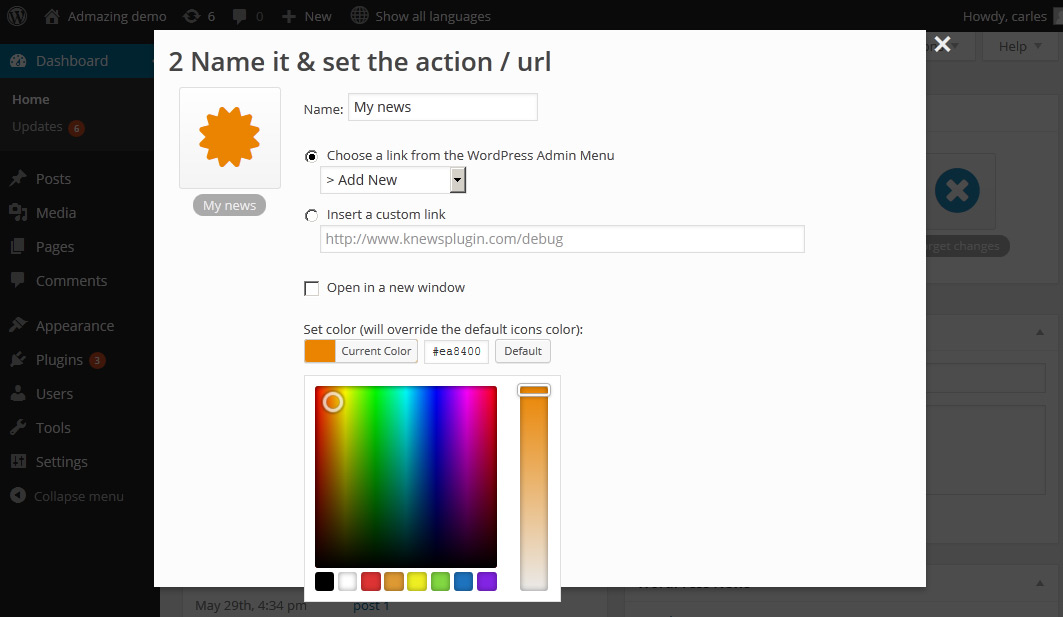 Admazing demo 6 0 New Show all languages Howdy, carles
Dashboard
Home
Updates 6
Posts
Media
Pages
Comments
Appearance
Plugins 3
Users
Tools
Settings
Collapse menu
Help
2 Name it & set the action / url
My news
Name: My news
Choose a link from the WordPress Admin Menu
> Add New
Insert a custom link
http://www.knewsplugin.com/debug
Open in a new window
Set color (will override the default icons color):
Current Color #ea8400 Default
changes
May 29th, 4:34 pm post 1